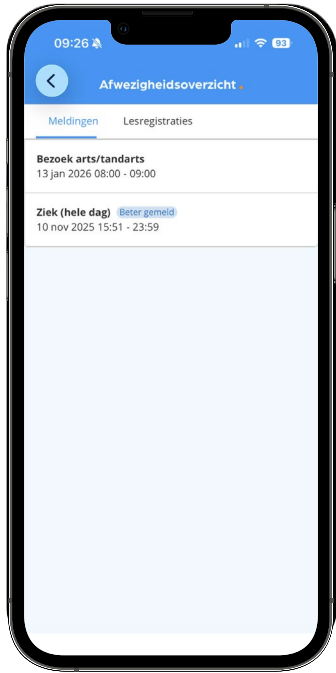 09:26
93
Afwezigheidsoverzicht
Meldingen Lesregistraties
Bezoek arts/tandarts
13 jan 2026 08:00 - 09:00
Ziek (hele dag) Beter gemeld
10 nov 2025 15:51 - 23:59